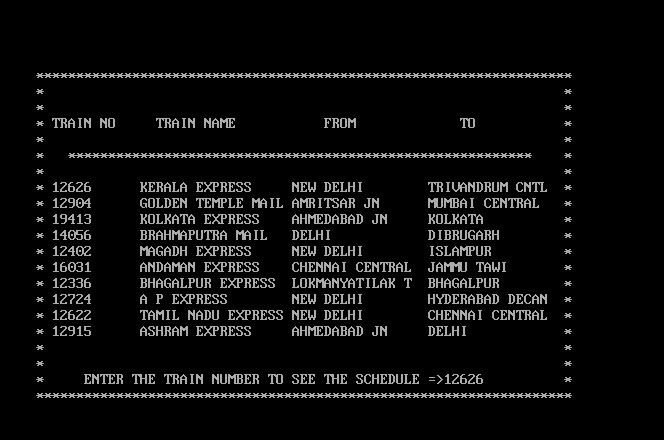 *******************************************************************
* *
* *
* TRAIN NO TRAIN NAME FROM TO *
* *
* ********************************************************** *
* *
* 12626 KERALA EXPRESS NEW DELHI TRIVANDRUM CNTL *
* 12904 GOLDEN TEMPLE MAIL AMRITSAR JN MUMBAI CENTRAL *
* 19413 KOLKATA EXPRESS AHMEDABAD JN KOLKATA *
* 14056 BRAHMAPUTRA MAIL DELHI DIBRUGARH *
* 12402 MAGADH EXPRESS NEW DELHI ISLAMPUR *
* 16031 ANDAMAN EXPRESS CHENNAI CENTRAL JAMMU TAWI *
* 12336 BHAGALPUR EXPRESS LOKMANYATILAK T BHAGALPUR *
* 12724 A P EXPRESS NEW DELHI HYDERABAD DECAN *
* 12622 TAMIL NADU EXPRESS NEW DELHI CHENNAI CENTRAL *
* 12915 ASHRAM EXPRESS AHMEDABAD JN DELHI *
* *
* *
* ENTER THE TRAIN NUMBER TO SEE THE SCHEDULE =>12626 *
*******************************************************************